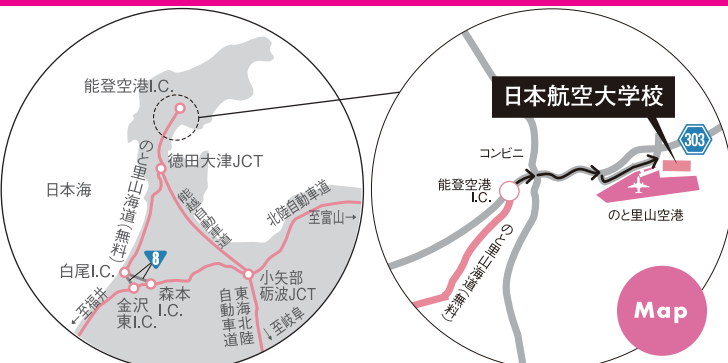 能登空港I.C.
徳田大津JCT
のと里山海道(無料)
日本海
能越自動車道
北陸自動車道
至富山→
8
白尾I.C.
←至福井
金沢
東I.C.
森本
I.C.
小矢部
砺波JCT
東海北陸
自動車道
↓至岐阜
日本航空大学校
303
コンビニ
能登空港
I.C.
のと里山空港
のと里山海道(無料)
Map